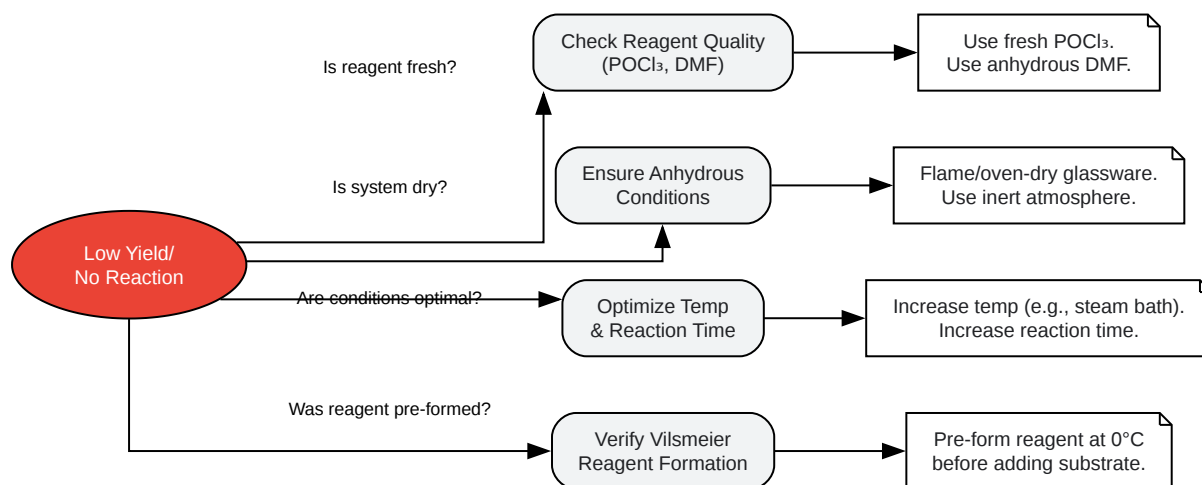 Is reagent fresh?
Check Reagent Quality
(POCl₃, DMF)
Use fresh POCl₃.
Use anhydrous DMF.
Is system dry?
Ensure Anhydrous
Conditions
Flame/oven-dry glassware.
Use inert atmosphere.
Low Yield/
No Reaction
Are conditions optimal?
Optimize Temp
& Reaction Time
Increase temp (e.g., steam bath).
Increase reaction time.
Was reagent pre-formed?
Verify Vilsmeier
Reagent Formation
Pre-form reagent at 0°C
before adding substrate.